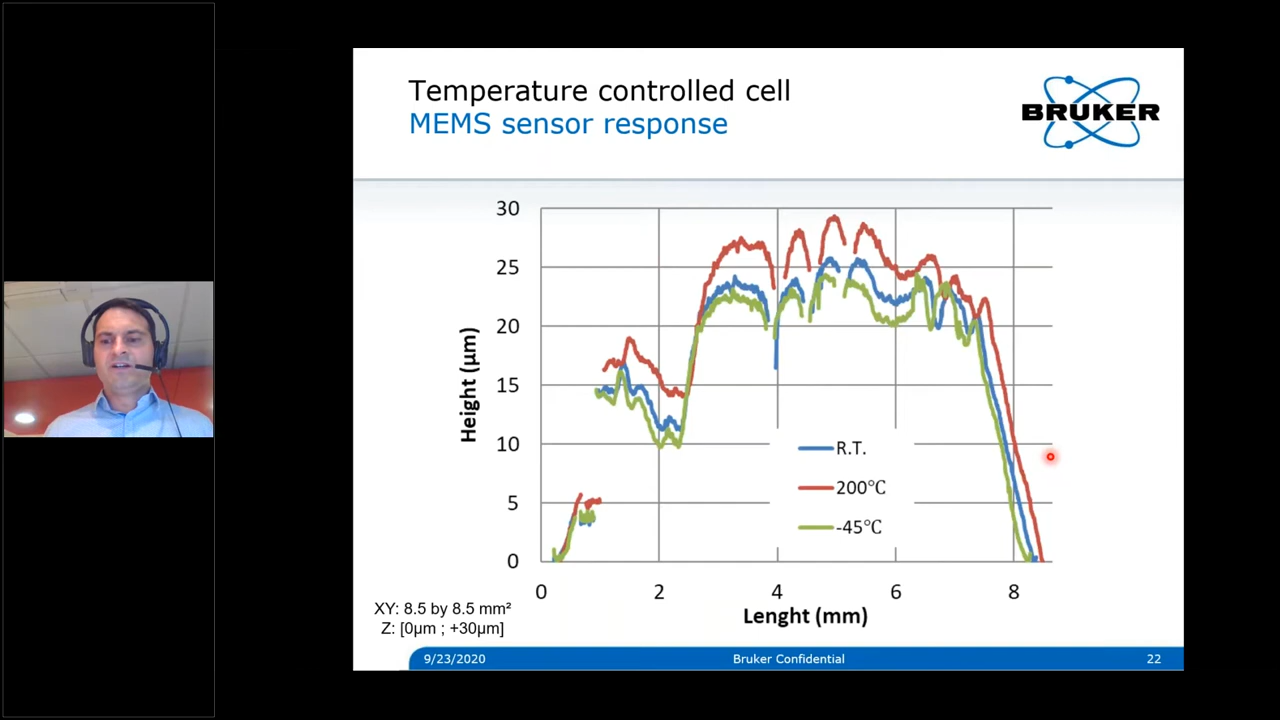 Temperature controlled cell
MEMS sensor response
BRUKER
30
25
20
15
10
5
0
Height (µm)
R.T.
200℃
-45℃
0 2 4 6 8
Lenght (mm)
XY: 8.5 by 8.5 mm²
Z: [0µm ; +30µm]
9/23/2020 Bruker Confidential 22